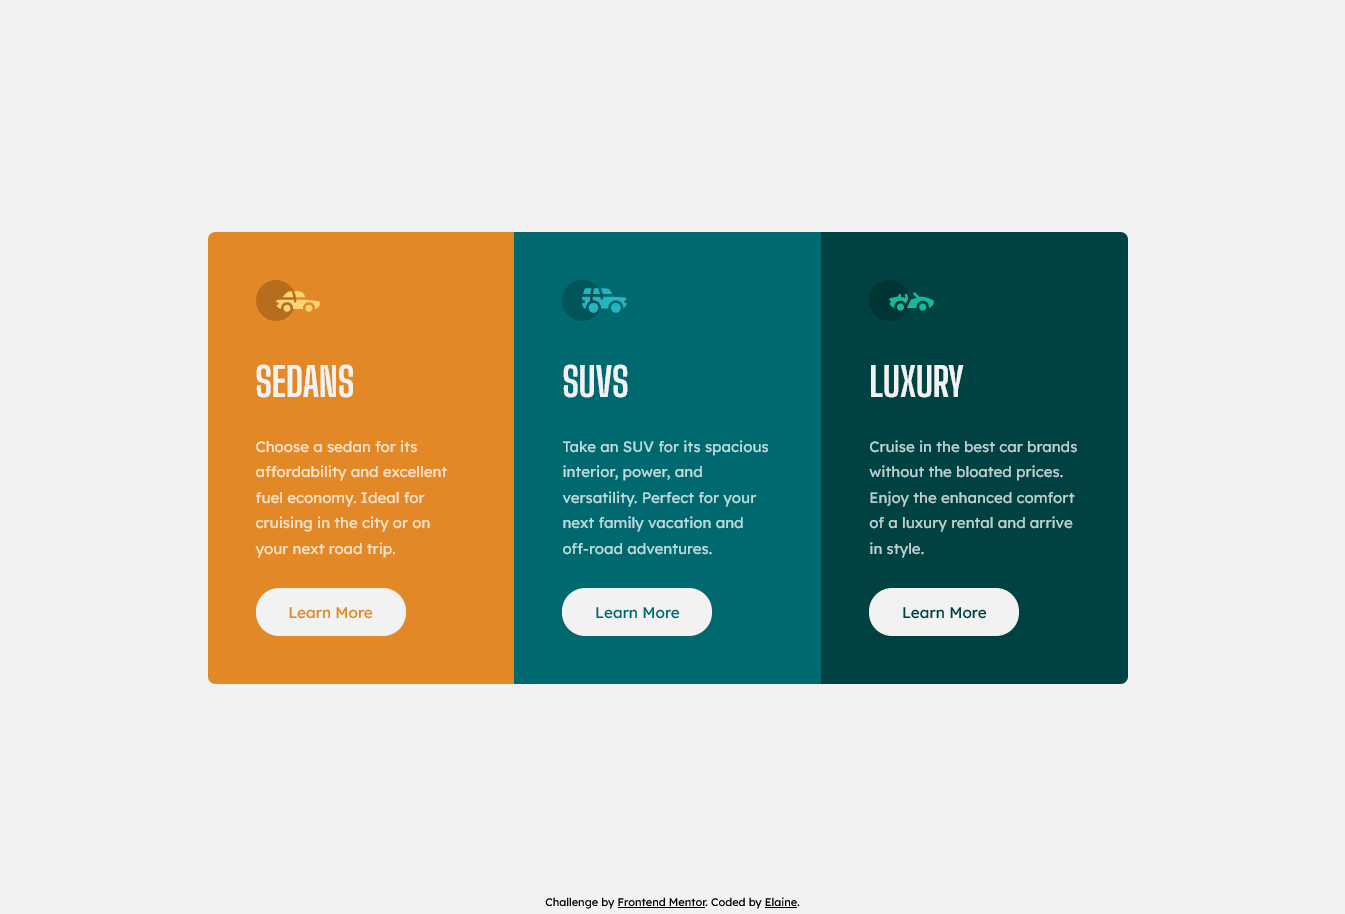 SEDANS
Choose a sedan for its
affordability and excellent
fuel economy. Ideal for
cruising in the city or on
your next road trip.
Learn More
SUVS
Take an SUV for its spacious
interior, power, and
versatility. Perfect for your
next family vacation and
off-road adventures.
Learn More
LUXURY
Cruise in the best car brands
without the bloated prices.
Enjoy the enhanced comfort
of a luxury rental and arrive
in style.
Learn More
Challenge by Frontend Mentor. Coded by Elaine.